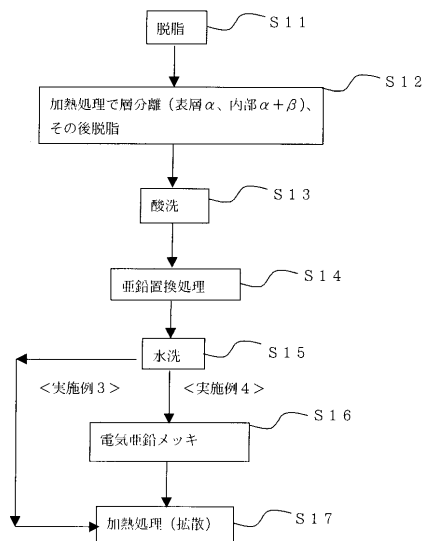 脱脂
S11
加熱処理で層分離(表層α、内部α+β)、
その後脱脂
S12
酸洗
S13
亜鉛置換処理
S14
水洗
S15
<実施例3>
<実施例4>
電気亜鉛メッキ
S16
加熱処理(拡散)
S17